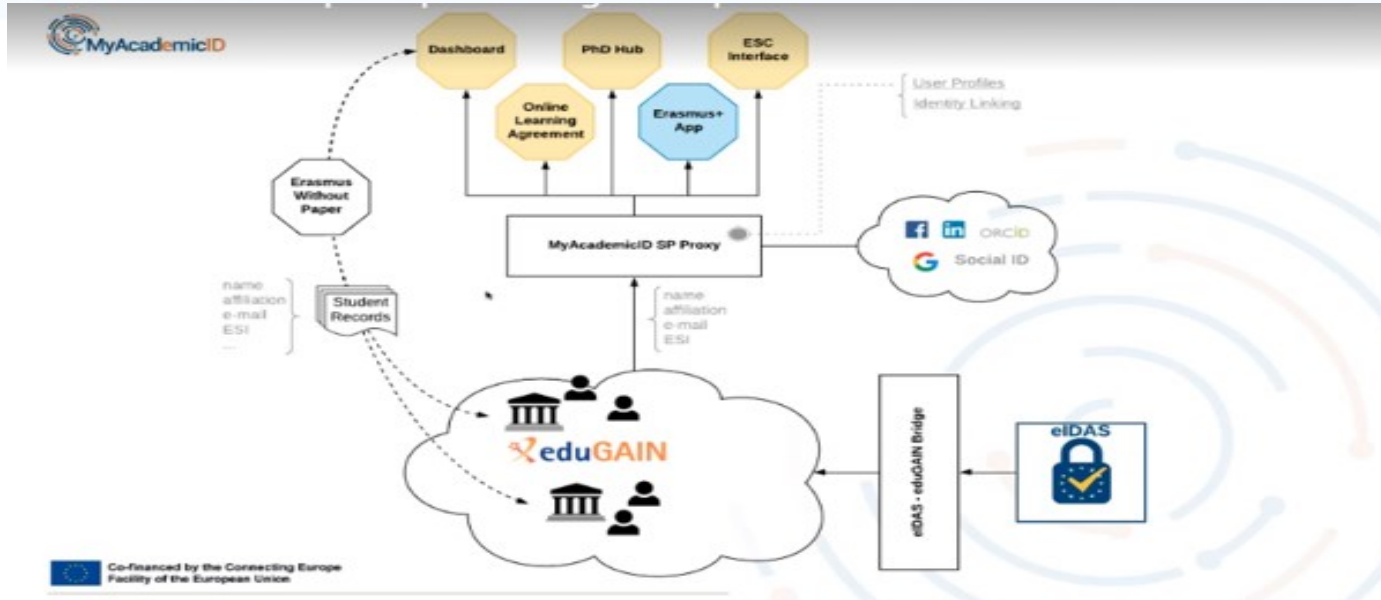 MyAcademicID
Dashboard
PhD Hub
ESC
Interface
Online
Learning
Agreement
Erasmus+
App
User Profiles
Identity Linking
Erasmus
Without
Paper
MyAcademicID SP Proxy
ORCID
Social ID
name
affiliation
e-mail
ESI
...
Student
Records
name
affiliation
e-mail
ESI
eduGAIN
eIDAS - eduGAIN Bridge
eIDAS
Co-financed by the Connecting Europe
Facility of the European Union